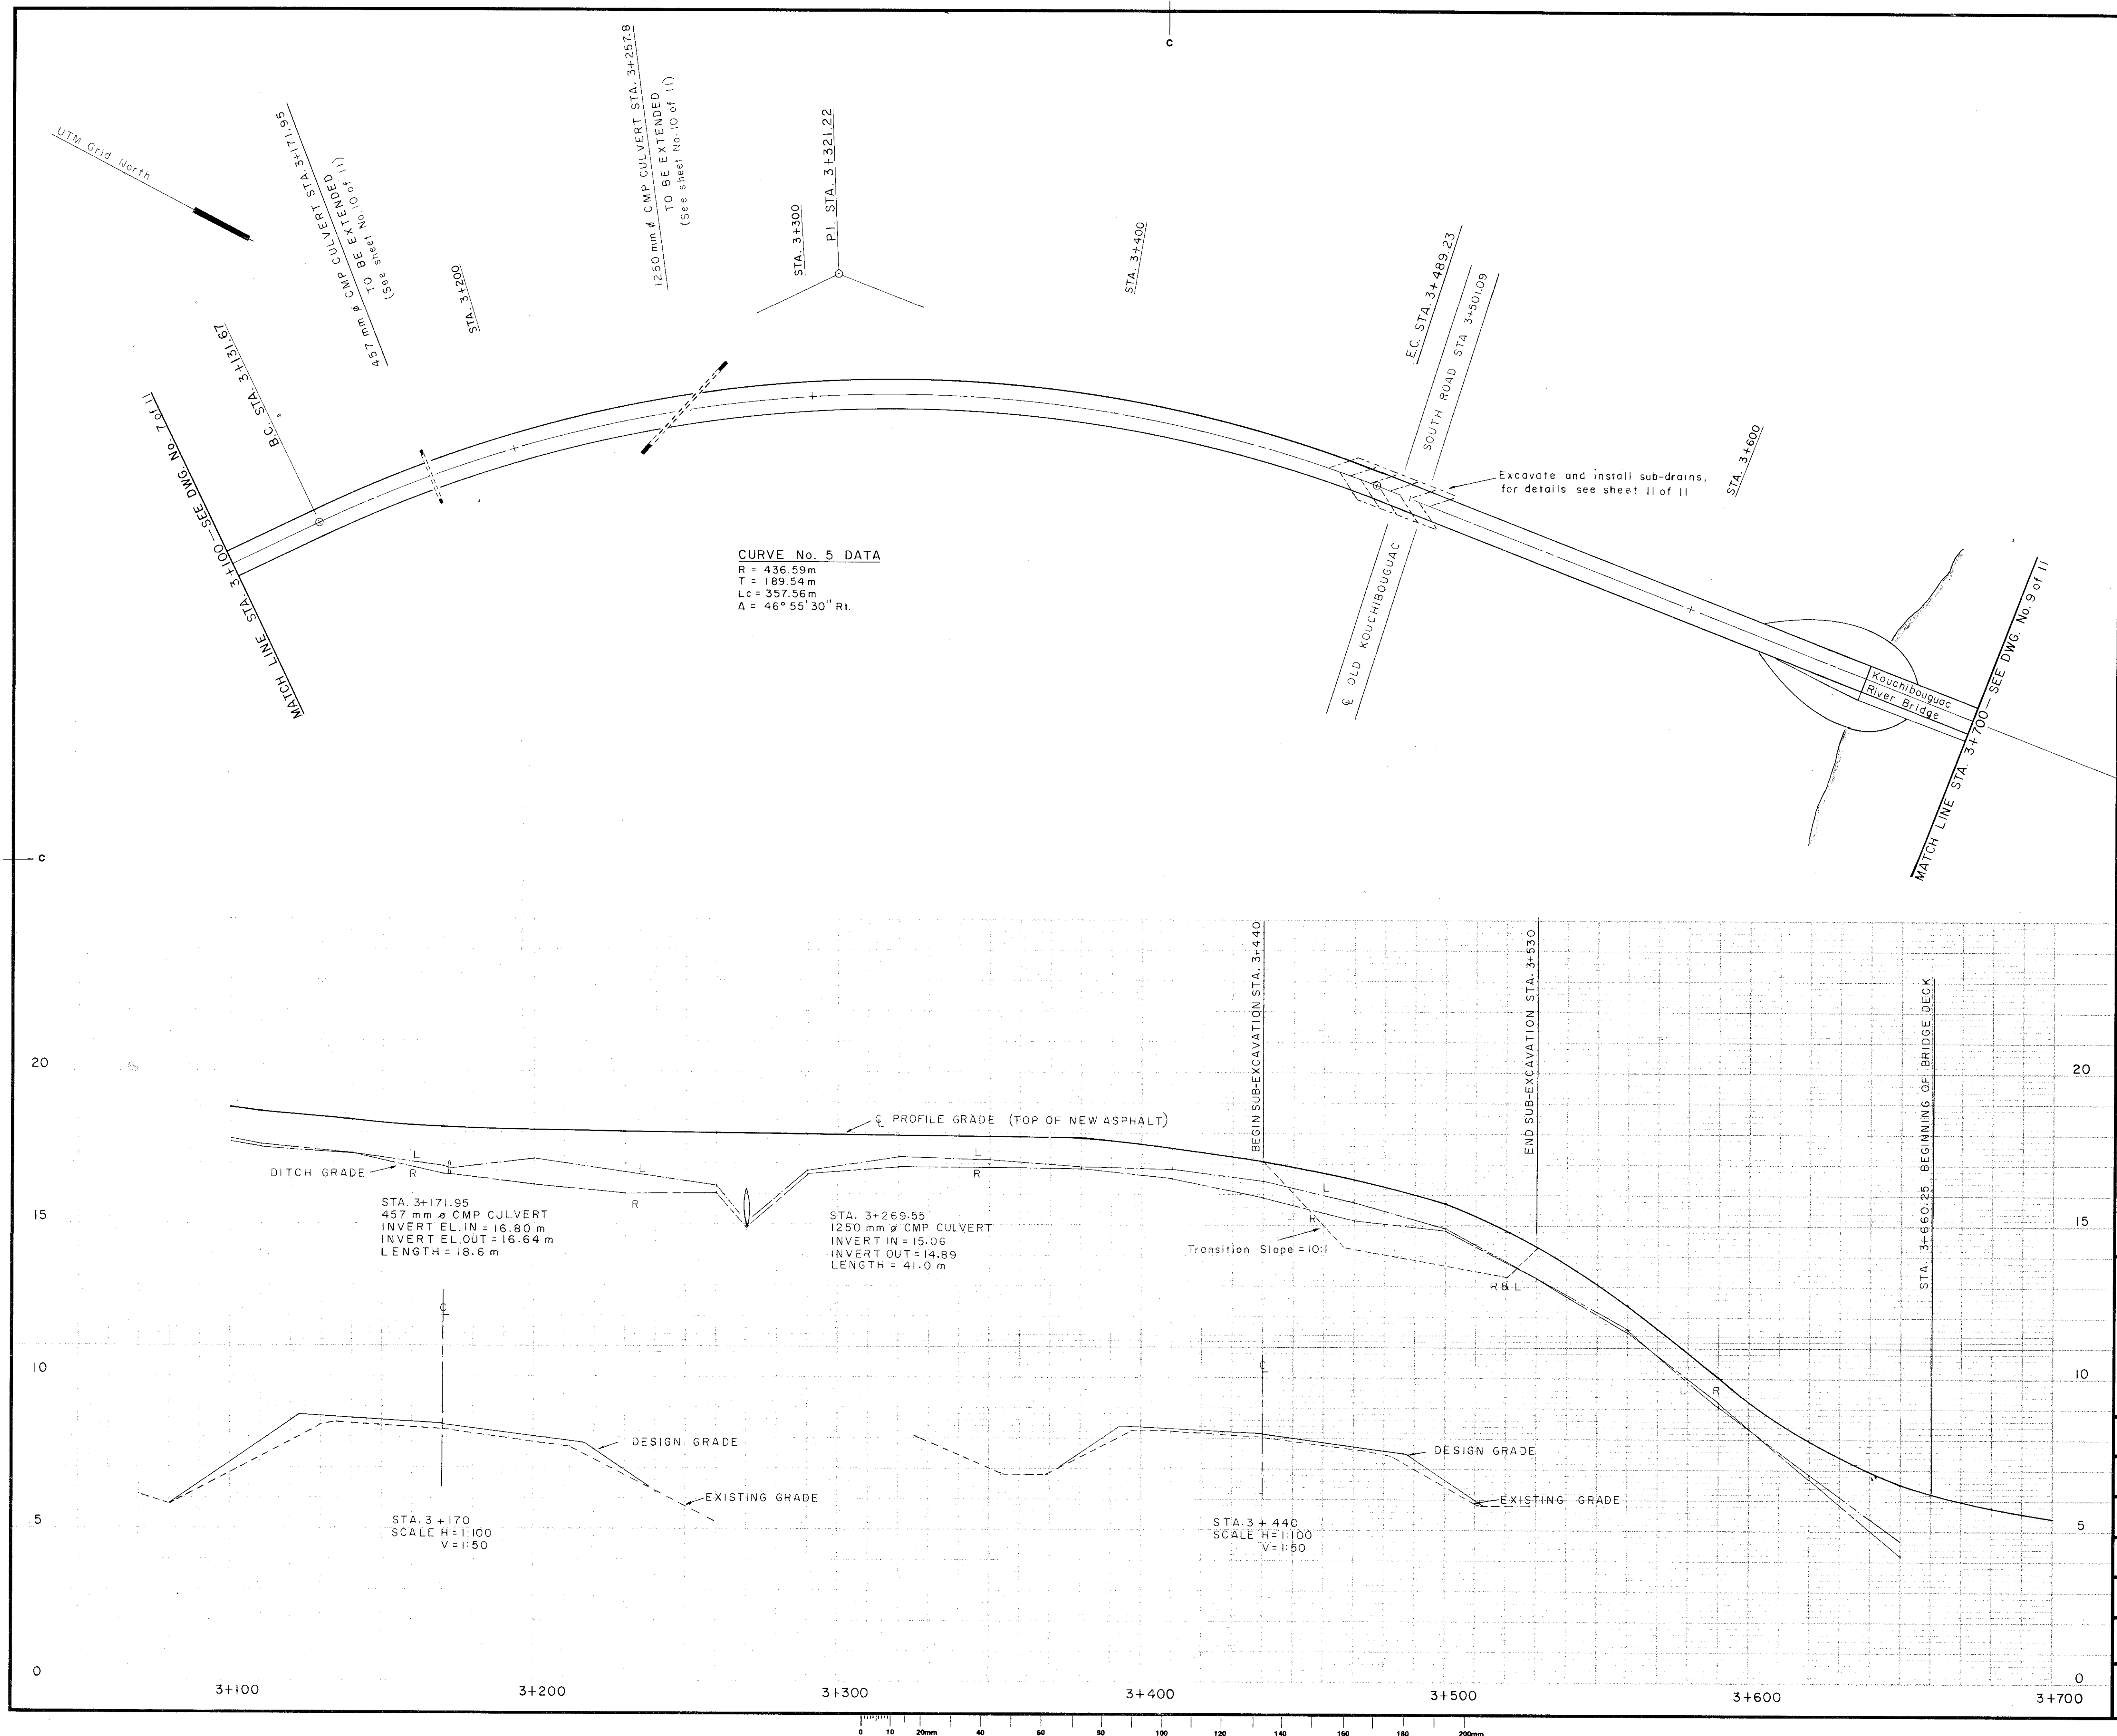 C
UTM Grid North
457 mm ø CMP CULVERT STA. 3+171.95
TO BE EXTENDED
(See sheet No. 10 of 11)
1250 mm ø CMP CULVERT STA. 3+257.8
TO BE EXTENDED
(See sheet No. 10 of 11)
P.I. STA. 3+321.22
STA. 3+200
STA. 3+300
STA. 3+400
B.C. STA. 3+131.67
E.C. STA. 3+489.23
SOUTH ROAD STA 3+501.09
STA. 3+600
MATCH LINE STA. 3+100 — SEE DWG. No. 7 of 11
Excavate and install sub-drains,
for details see sheet 11 of 11
CURVE No. 5 DATA
R = 436.59m
T = 189.54m
Lc = 357.56m
Δ = 46° 55' 30" Rt.
℄ OLD KOUCHIBOUGUAC
Kouchibouguac
River Bridge
MATCH LINE STA. 3+700 — SEE DWG. No. 9 of 11
C
BEGIN SUB-EXCAVATION STA. 3+440
END SUB-EXCAVATION STA. 3+530
STA. 3+660.25 BEGINNING OF BRIDGE DECK
20
20
℄ PROFILE GRADE (TOP OF NEW ASPHALT)
DITCH GRADE
L
R
L
R
L
R
L
R
STA. 3+171.95
457 mm ø CMP CULVERT
INVERT EL. IN = 16.80 m
INVERT EL. OUT = 16.64 m
LENGTH = 18.6 m
STA. 3+269.55
1250 mm ø CMP CULVERT
INVERT IN = 15.06
INVERT OUT = 14.89
LENGTH = 41.0 m
15
15
Transition Slope = 10:1
R & L
℄
℄
10
10
L
R
DESIGN GRADE
EXISTING GRADE
DESIGN GRADE
EXISTING GRADE
STA. 3 + 170
SCALE H = 1:100
V = 1:50
STA. 3 + 440
SCALE H = 1:100
V = 1:50
5
5
0
0
3+100
3+200
3+300
3+400
3+500
3+600
3+700
0 10 20mm 40 60 80 100 120 140 160 180 200mm